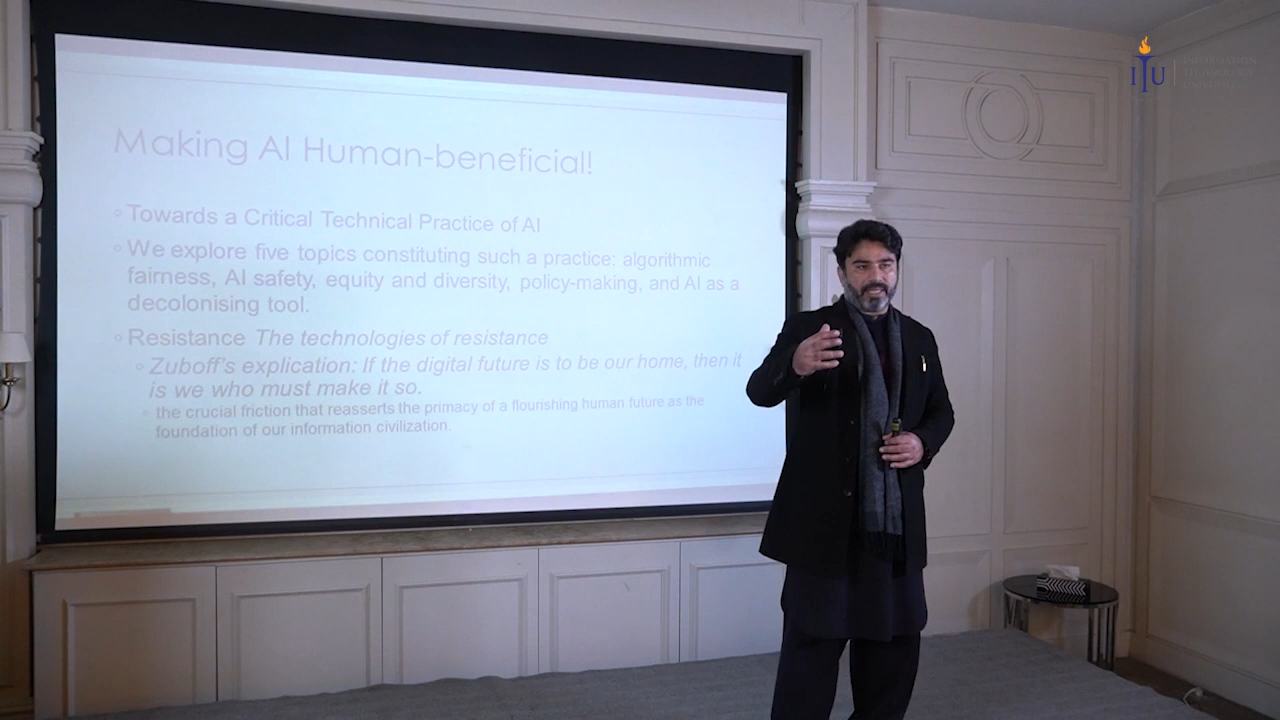 Making AI Human-beneficial!
Towards a Critical Technical Practice of AI
We explore five topics constituting such a practice: algorithmic
fairness, AI safety, equity and diversity, policy-making, and AI as a
decolonising tool.
Resistance The technologies of resistance
Zuboff's explication: If the digital future is to be our home, then it
is we who must make it so.
the crucial friction that reasserts the primacy of a flourishing human future as the
foundation of our information civilization.
ITU
INFORMATION
TECHNOLOGY
UNIVERSITY